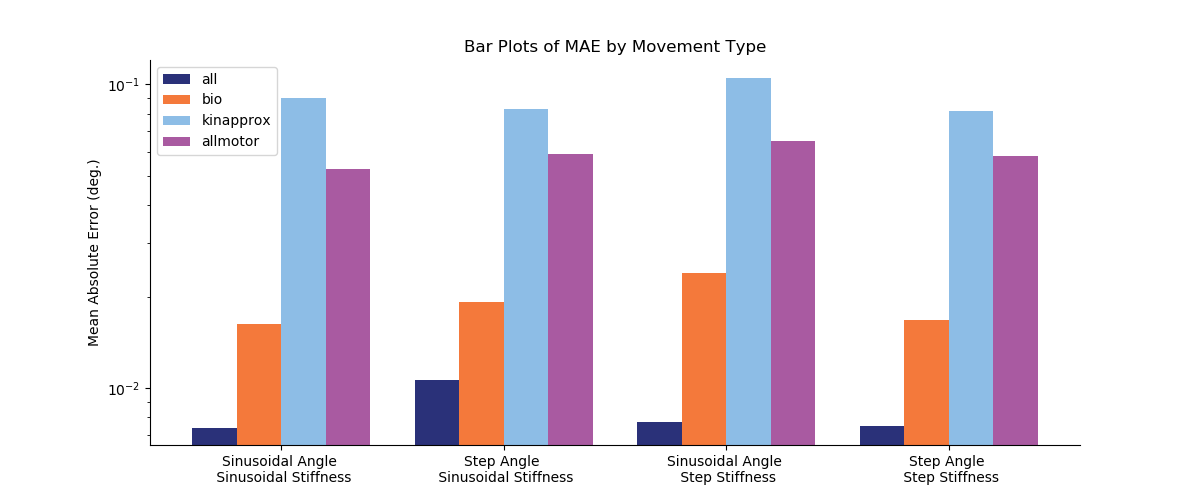 Bar Plots of MAE by Movement Type
all
bio
kinapprox
allmotor
Mean Absolute Error (deg.)
10⁻¹
10⁻²
Sinusoidal Angle
Sinusoidal Stiffness
Step Angle
Sinusoidal Stiffness
Sinusoidal Angle
Step Stiffness
Step Angle
Step Stiffness